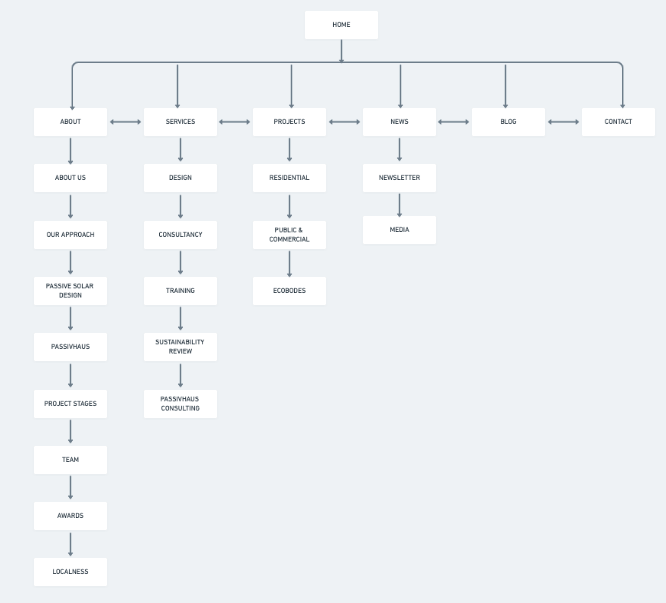 HOME
ABOUT
SERVICES
PROJECTS
NEWS
BLOG
CONTACT
ABOUT US
DESIGN
RESIDENTIAL
NEWSLETTER
OUR APPROACH
CONSULTANCY
PUBLIC &
COMMERCIAL
MEDIA
PASSIVE SOLAR
DESIGN
TRAINING
ECOBODES
PASSIVHAUS
SUSTAINABILITY
REVIEW
PROJECT STAGES
PASSIVHAUS
CONSULTING
TEAM
AWARDS
LOCALNESS